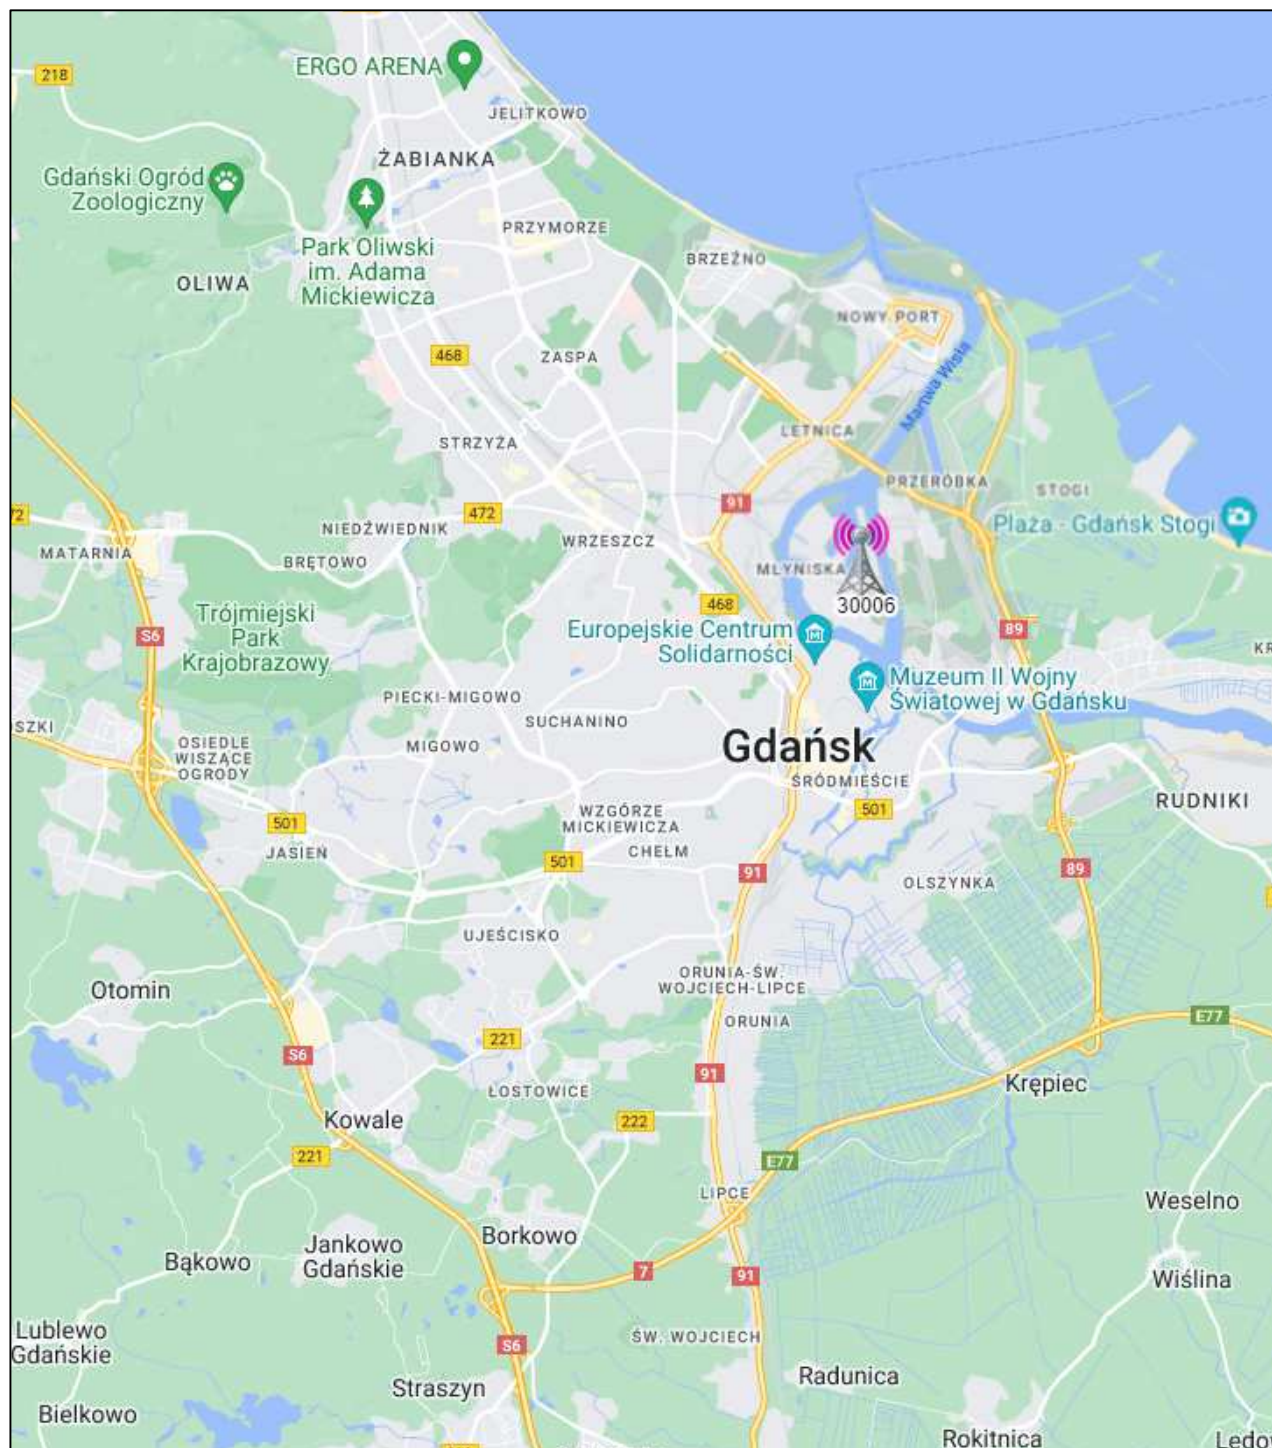 218
ERGO ARENA
JELITKOWO
ŻABIANKA
Gdański Ogród
Zoologiczny
Park Oliwski
im. Adama
Mickiewicza
OLIWA
PRZYMORZE
BRZEŹNO
NOWY PORT
468
ZASPA
Martwa Wisła
STRZYŻA
LETNICA
PRZERÓBKA
STOGI
72
472
91
Plaża - Gdańsk Stogi
NIEDŹWIEDNIK
MATARNIA
BRĘTOWO
WRZESZCZ
MŁYNISKA
30006
Trójmiejski
Park
Krajobrazowy
S6
468
89
Europejskie Centrum
Solidarności
KR
Muzeum II Wojny
Światowej w Gdańsku
PIECKI-MIGOWO
SUCHANINO
OSZKI
OSIEDLE
WISZĄCE
OGRODY
MIGOWO
Gdańsk
ŚRÓDMIEŚCIE
RUDNIKI
501
WZGÓRZE
MICKIEWICZA
501
JASIEŃ
CHEŁM
501
91
89
OLSZYNKA
UJEŚCISKO
Otomin
ORUNIA-ŚW.
WOJCIECH-LIPCE
ORUNIA
E77
221
S6
91
Krępiec
ŁOSTOWICE
Kowale
222
221
E77
LIPCE
Weselno
Borkowo
Jankowo
Gdańskie
Bąkowo
7
91
Wiślina
Lublewo
Gdańskie
S6
ŚW. WOJCIECH
Straszyn
Radunica
Bielkowo
Rokitnica
Ledo